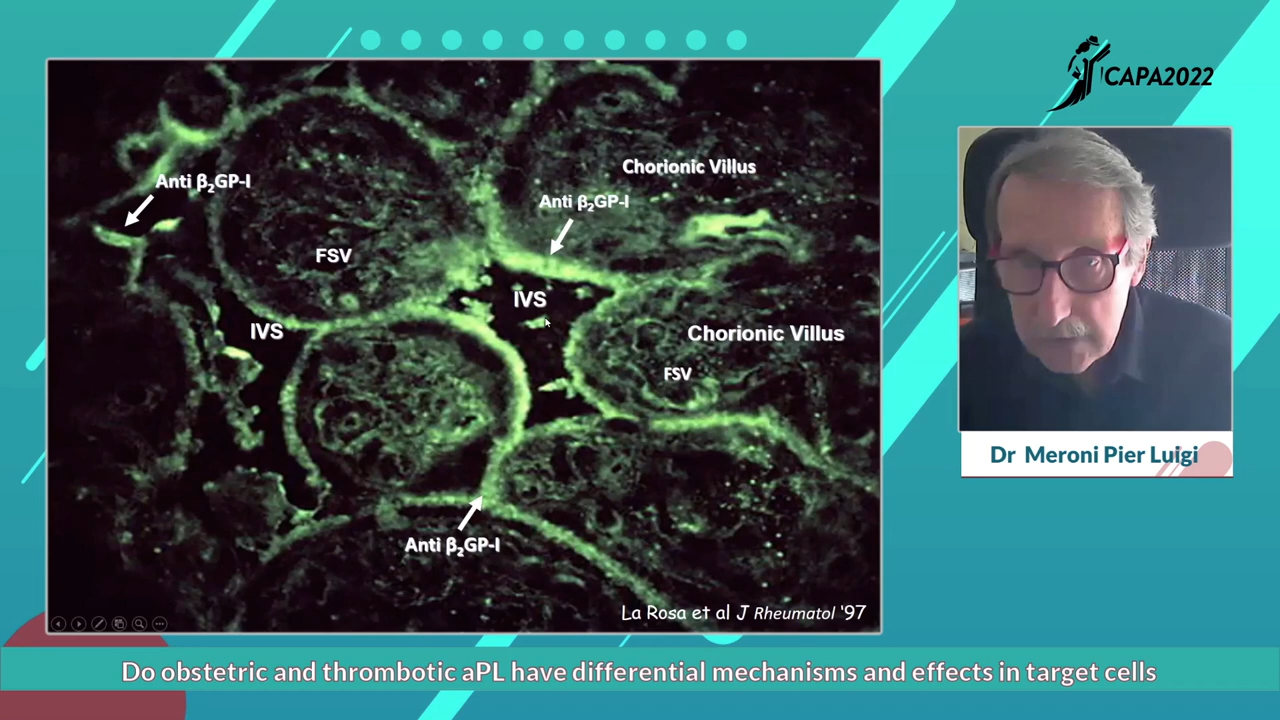 CAPA2022
Chorionic Villus
Anti β₂GP-I
Anti β₂GP-I
FSV
IVS
IVS
Chorionic Villus
FSV
Anti β₂GP-I
La Rosa et al J Rheumatol '97
Dr Meroni Pier Luigi
Do obstetric and thrombotic aPL have differential mechanisms and effects in target cells